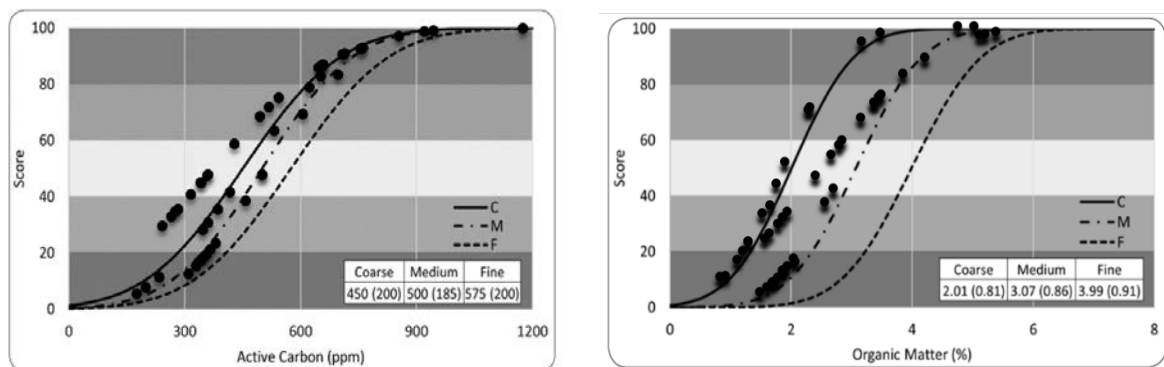 100
80
60
40
20
0
Score
C
M
F
Coarse Medium Fine
450 (200) 500 (185) 575 (200)
0 300 600 900 1200
Active Carbon (ppm)
100
80
60
40
20
0
Score
C
M
F
Coarse Medium Fine
2.01 (0.81) 3.07 (0.86) 3.99 (0.91)
0 2 4 6 8
Organic Matter (%)